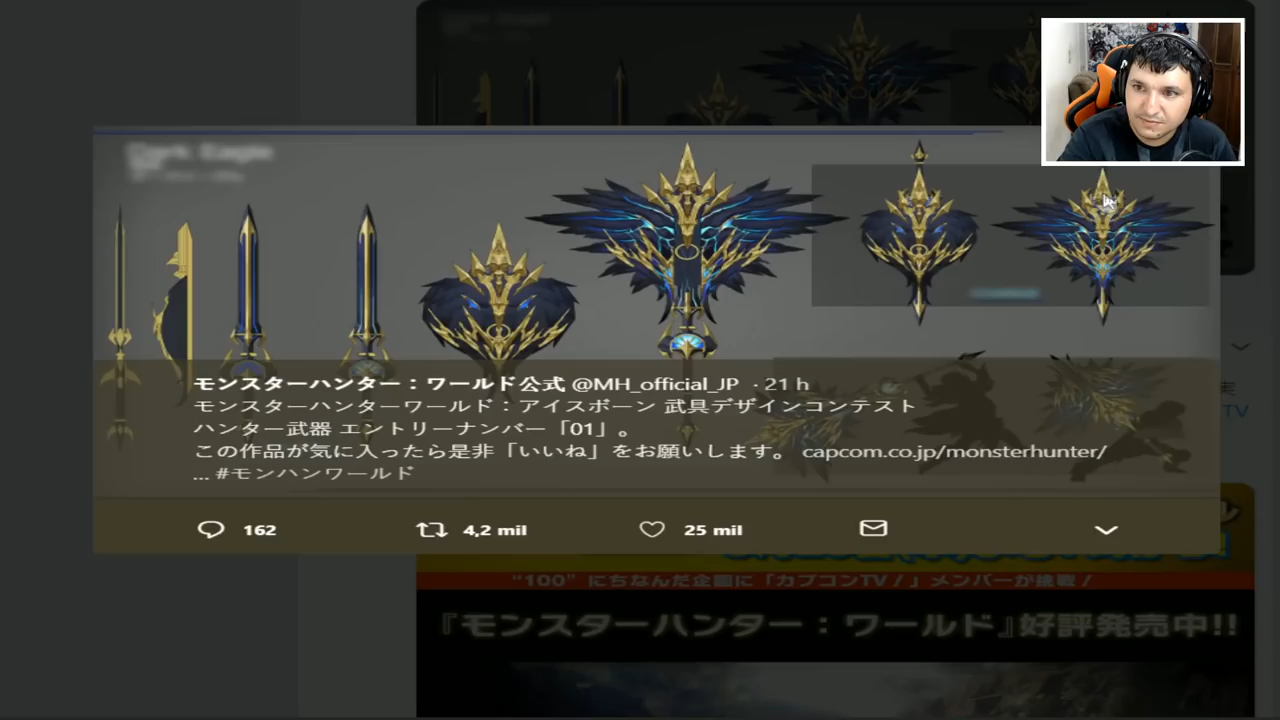 Dark Eagle
モンスターハンター：ワールド公式 @MH_official_JP · 21 h
モンスターハンターワールド：アイスボーン 武具デザインコンテスト
ハンター武器 エントリーナンバー「01」。
この作品が気に入ったら是非「いいね」をお願いします。 capcom.co.jp/monsterhunter/
... #モンハンワールド
162 4,2 mil 25 mil
TV
"100" にちなんだ企画に「カプコンTV！」メンバーが挑戦！
『モンスターハンター：ワールド』好評発売中!!